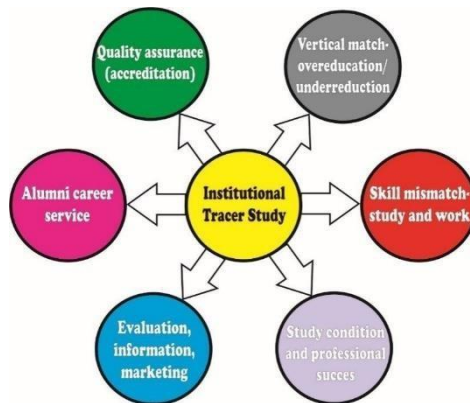 Quality assurance
(accreditation)
Vertical match-
overeducation/
underreduction
Alumni career
service
Institutional
Tracer Study
Skill mismatch-
study and work
Evaluation,
information,
marketing
Study condition
and professional
succes